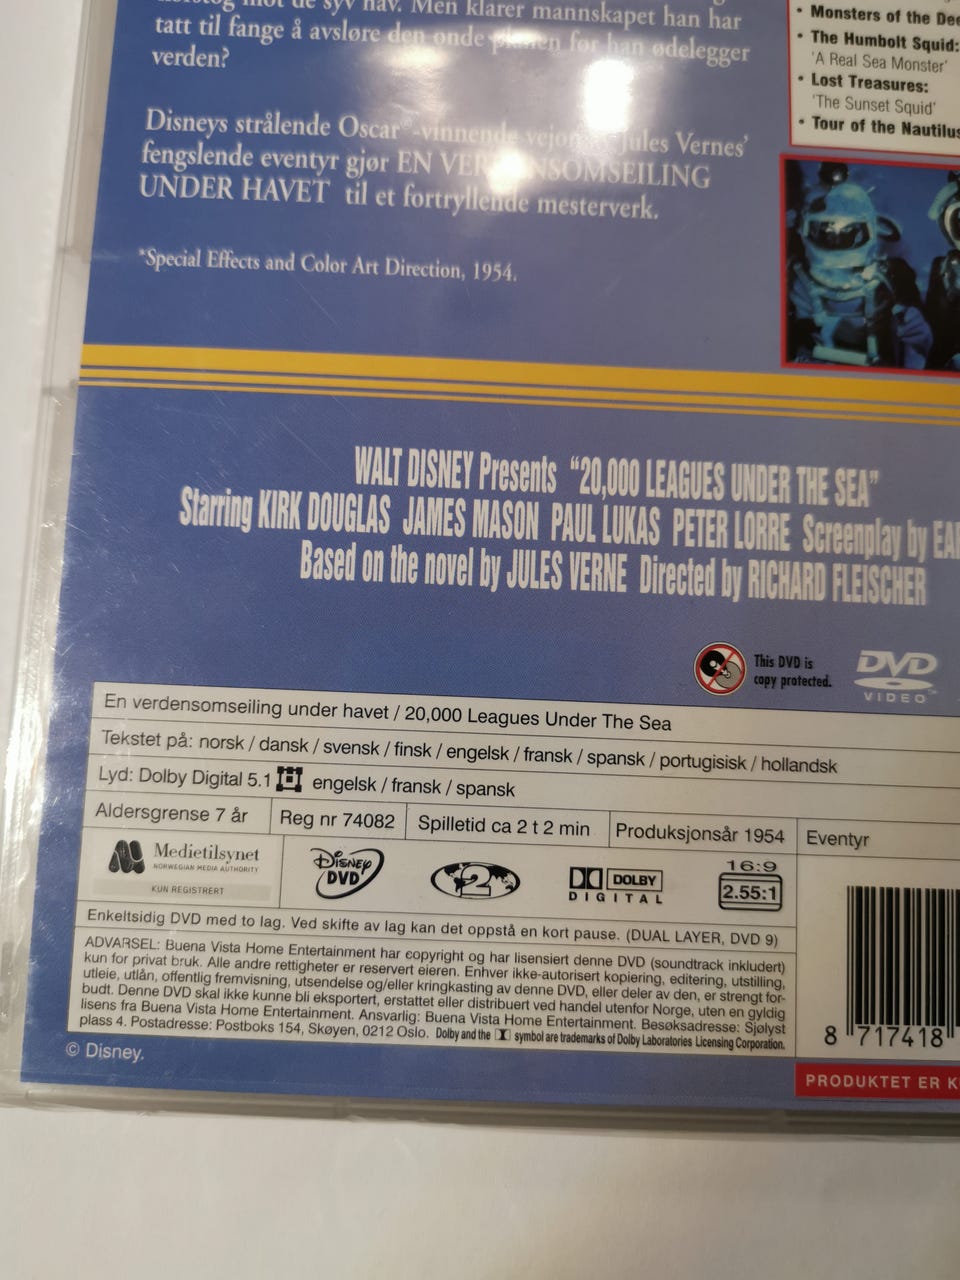 mot de syv hav. Men klarer mannskapet han har
tatt til fange å avsløre den onde planen før han ødelegger
verden?
Disneys strålende Oscar®-vinnende Jules Vernes'
fengslende eventyr gjør EN VERDENSOMSEILING
UNDER HAVET til et fortryllende mesterverk.
*Special Effects and Color Art Direction, 1954.
• Monsters of the
• The Humbolt Squid:
'A Real Sea Monster'
• Lost Treasures:
'The Sunset Squid'
• Tour of the Nautilus
WALT DISNEY Presents "20,000 LEAGUES UNDER THE SEA"
Starring KIRK DOUGLAS JAMES MASON PAUL LUKAS PETER LORRE Screenplay by
Based on the novel by JULES VERNE Directed by RICHARD FLEISCHER
This DVD is
copy protected.
DVD
VIDEO™
En verdensomseiling under havet / 20,000 Leagues Under The Sea
Tekstet på: norsk / dansk / svensk / finsk / engelsk / fransk / spansk / portugisisk / hollandsk
Lyd: Dolby Digital 5.1 engelsk / fransk / spansk
Aldersgrense 7 år Reg nr 74082 Spilletid ca 2 t 2 min Produksjonsår 1954 Eventyr
Medietilsynet
NORWEGIAN MEDIA AUTHORITY
KUN REGISTRERT
DISNEY
DVD
2
DOLBY
DIGITAL
16:9
2.55:1
Enkeltsidig DVD med to lag. Ved skifte av lag kan det oppstå en kort pause. (DUAL LAYER, DVD 9)
ADVARSEL: Buena Vista Home Entertainment har copyright og har lisensiert denne DVD (soundtrack inkludert)
kun for privat bruk. Alle andre rettigheter er reservert eieren. Enhver ikke-autorisert kopiering, editering, utstilling,
utleie, utlån, offentlig fremvisning, utsendelse og/eller kringkasting av denne DVD, eller deler av den, er strengt for-
budt. Denne DVD skal ikke kunne bli eksportert, erstattet eller distribuert ved handel utenfor Norge, uten en gyldig
lisens fra Buena Vista Home Entertainment. Ansvarlig: Buena Vista Home Entertainment. Besøksadresse: Sjølyst
plass 4. Postadresse: Postboks 154, Skøyen, 0212 Oslo. Dolby and the symbol are trademarks of Dolby Laboratories Licensing Corporation.
8 717418
© Disney.
PRODUKTET ER